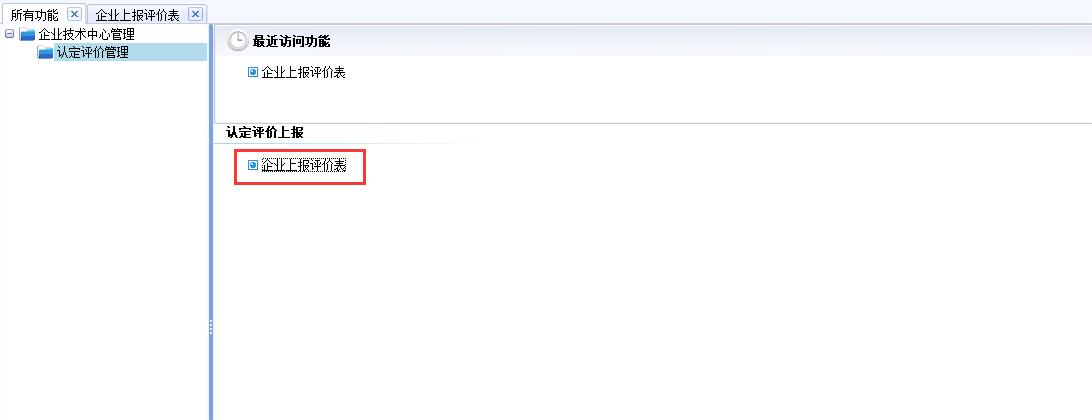 所有功能
企业上报评价表
企业技术中心管理
认定评价管理
最近访问功能
企业上报评价表
认定评价上报
企业上报评价表